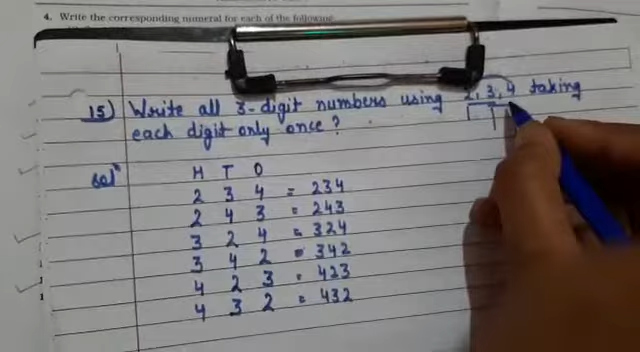 4. Write the corresponding numeral for each of the following
15) Write all 3-digit numbers using 2, 3, 4 taking
each digit only once?
Sol^n
H T O
2 3 4 = 234
2 4 3 = 243
3 2 4 = 324
3 4 2 = 342
4 2 3 = 423
4 3 2 = 432